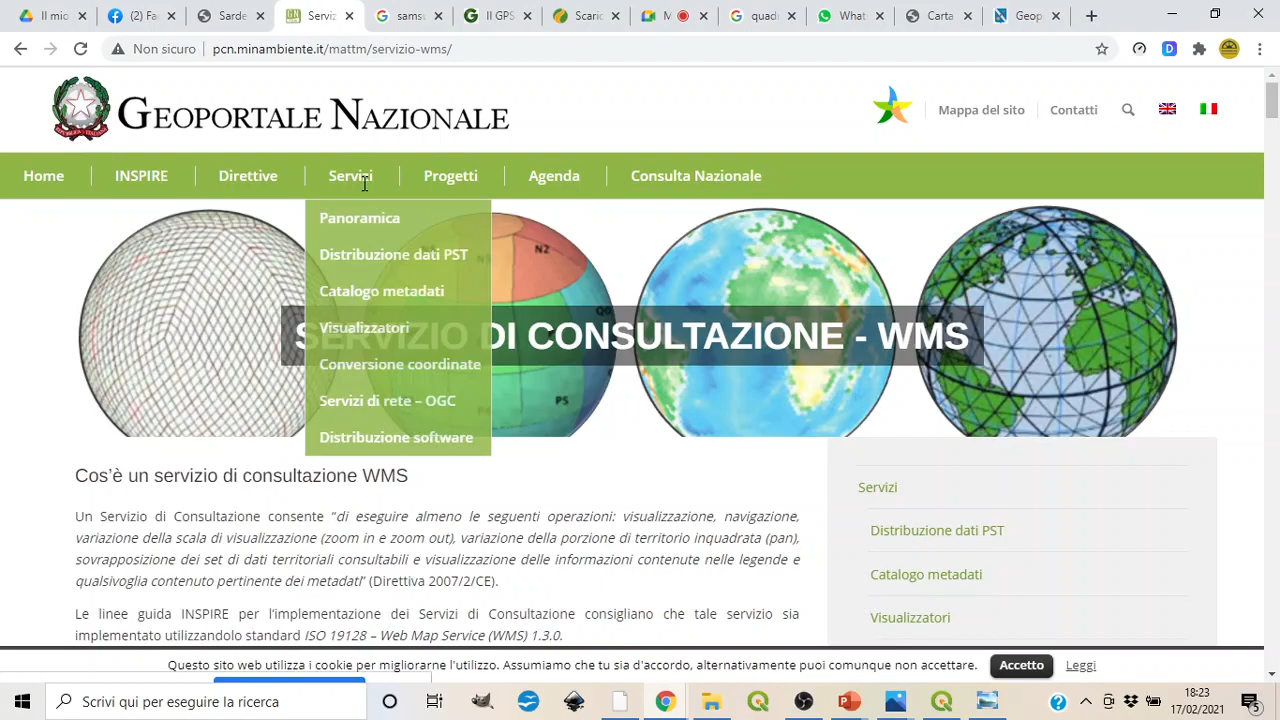 Il mio
(Fac
Sarde
Serviz
Come
Il GPS
Scaric
M
quad
What
Carta
Geop
Non sicuro
pcn.minambiente.it/mattm/servizio-wms/
GEOPORTALE NAZIONALE
Mappa del sito
Contatti
Home
INSPIRE
Direttive
Servizi
Progetti
Agenda
Consulta Nazionale
Panoramica
Distribuzione dati PST
Catalogo metadati
Visualizzatori
Conversione coordinate
Servizi di rete – OGC
Distribuzione software
N2
P5
SERVIZIO DI CONSULTAZIONE - WMS
Cos’è un servizio di consultazione WMS
Un Servizio di Consultazione consente “di eseguire almeno le seguenti operazioni: visualizzazione, navigazione,
variazione della scala di visualizzazione (zoom in e zoom out), variazione della porzione di territorio inquadrata (pan),
sovrapposizione dei set di dati territoriali consultabili e visualizzazione delle informazioni contenute nelle legende e
qualsivoglia contenuto pertinente dei metadati” (Direttiva 2007/2/CE).
Le linee guida INSPIRE per l’implementazione dei Servizi di Consultazione consigliano che tale servizio sia
implementato utilizzandolo standard ISO 19128 – Web Map Service (WMS) 1.3.0.
Servizi
Distribuzione dati PST
Catalogo metadati
Visualizzatori
Questo sito web utilizza i cookie per migliorarne l'utilizzo. Assumiamo che tu sia d'accordo, alternativamente puoi comunque non accettare.
Accetto
Leggi
Scrivi qui per eseguire la ricerca
18:23
17/02/2021
5